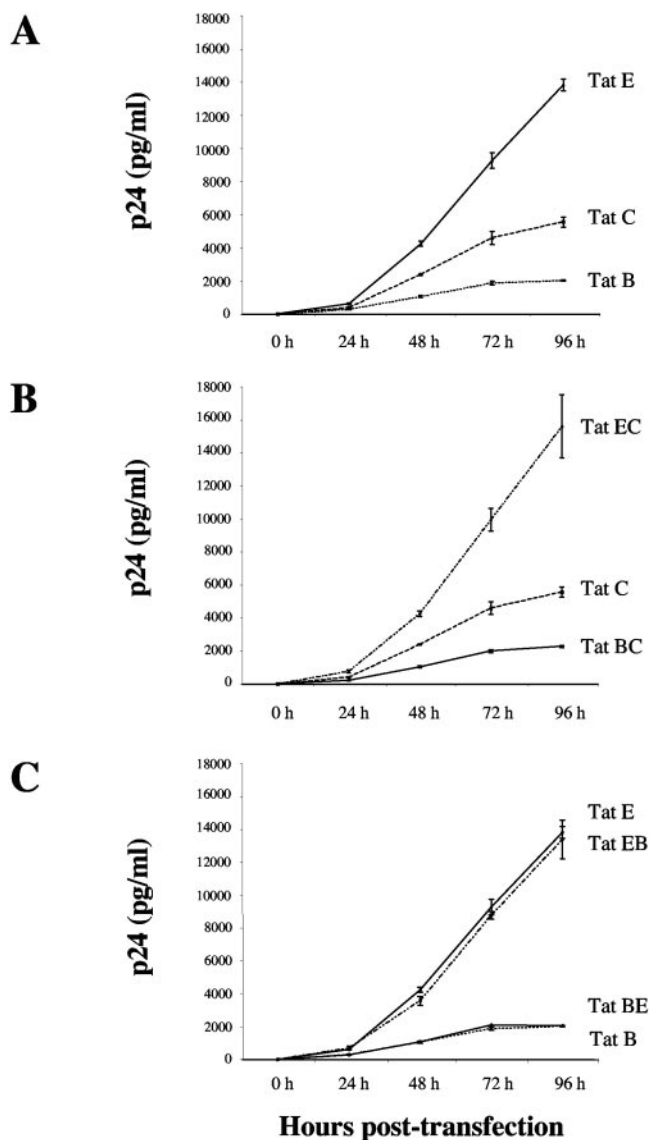 A
p24 (pg/ml)
18000
16000
14000
12000
10000
8000
6000
4000
2000
0
Tat E
Tat C
Tat B
0 h 24 h 48 h 72 h 96 h
B
p24 (pg/ml)
18000
16000
14000
12000
10000
8000
6000
4000
2000
0
Tat EC
Tat C
Tat BC
0 h 24 h 48 h 72 h 96 h
C
p24 (pg/ml)
18000
16000
14000
12000
10000
8000
6000
4000
2000
0
Tat E
Tat EB
Tat BE
Tat B
0 h 24 h 48 h 72 h 96 h
Hours post-transfection